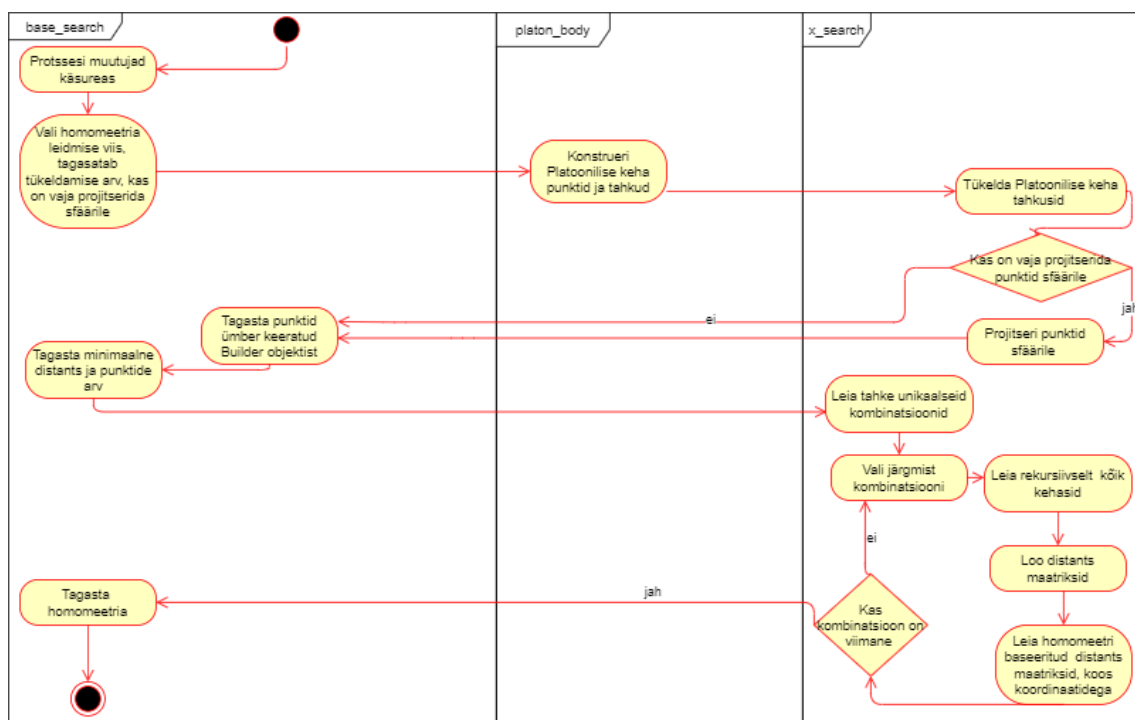 base_search
platon_body
x_search
Protssesi muutujad
käsureas
Vali homomeetria
leidmise viis,
tagasatab
tükeldamise arv, kas
on vaja projitserida
sfäärile
Konstrueri
Platoonilise keha
punktid ja tahkud
Tükelda Platoonilise keha
tahkusid
Kas on vaja projitserida
punktid sfäärile
ei
jah
Tagasta punktid
ümber keeratud
Builder objektist
Projitseri punktid
sfäärile
Tagasta minimaalne
distants ja punktide
arv
Leia tahke unikaalseid
kombinatsioonid
Vali järgmist
kombinatsiooni
Leia rekursiivselt kõik
kehasid
ei
Loo distants
maatriksid
Tagasta
homomeetria
jah
Kas
kombinatsioon on
viimane
Leia homomeetri
baseeritud distants
maatriksid, koos
koordinaatidega